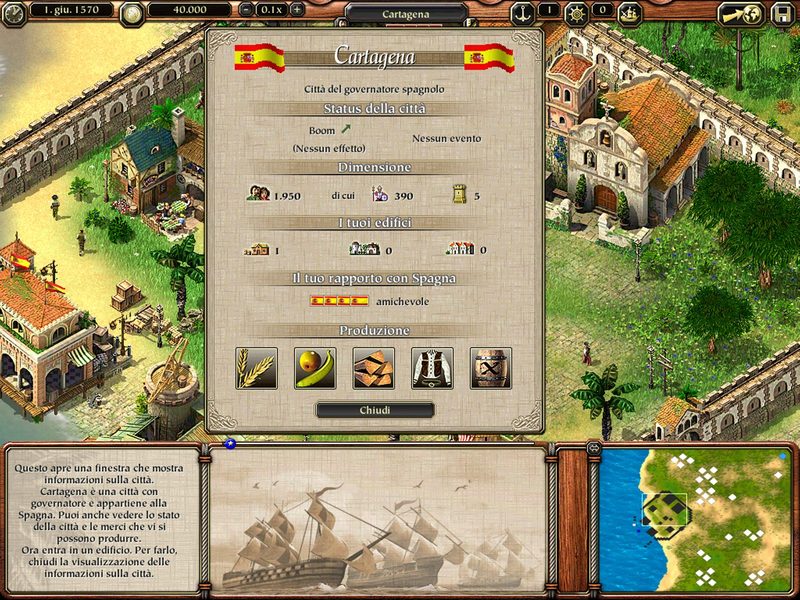 1. giu. 1570
40.000
0.1x
Cartagena
1
0
Cartagena
Città del governatore spagnolo
Status della città
Boom
(Nessun effetto)
Nessun evento
Dimensione
1.950
di cui
390
5
I tuoi edifici
1
0
0
Il tuo rapporto con Spagna
amichevole
Produzione
Chiudi
Questo apre una finestra che mostra
informazioni sulla città.
Cartagena è una città con
governatore e appartiene alla
Spagna. Puoi anche vedere lo stato
della città e le merci che vi si
possono produrre.
Ora entra in un edificio. Per farlo,
chiudi la visualizzazione delle
informazioni sulla città.